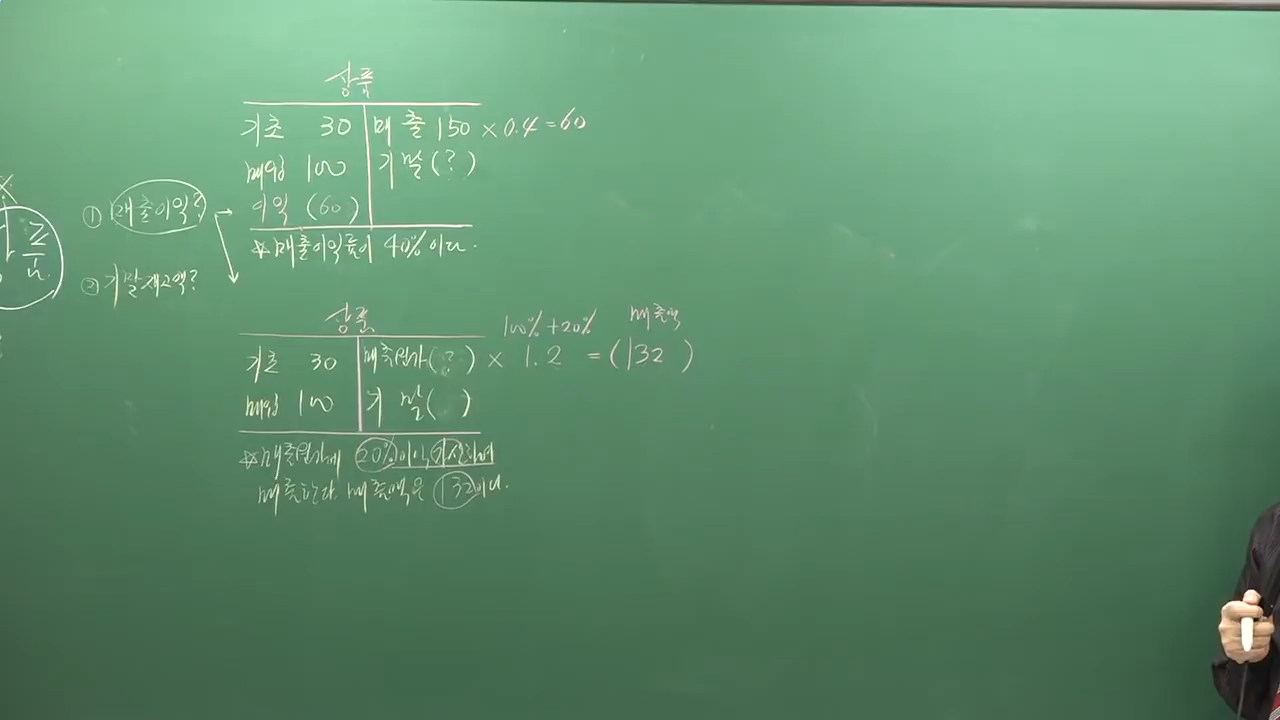 상품
기초 30 매출 150 × 0.4 = 60
매입 100 기말 (?)
이익 (60)
☆매출이익률이 40%이다.
① 매출이익?
② 기말재고액?
상품
100% + 20% 매출액
기초 30 매출원가 (?) × 1.2 = (132)
매입 100 기말 ( )
☆매출원가에 20% 이익 가산하여
매출한다. 매출액은 132이다.